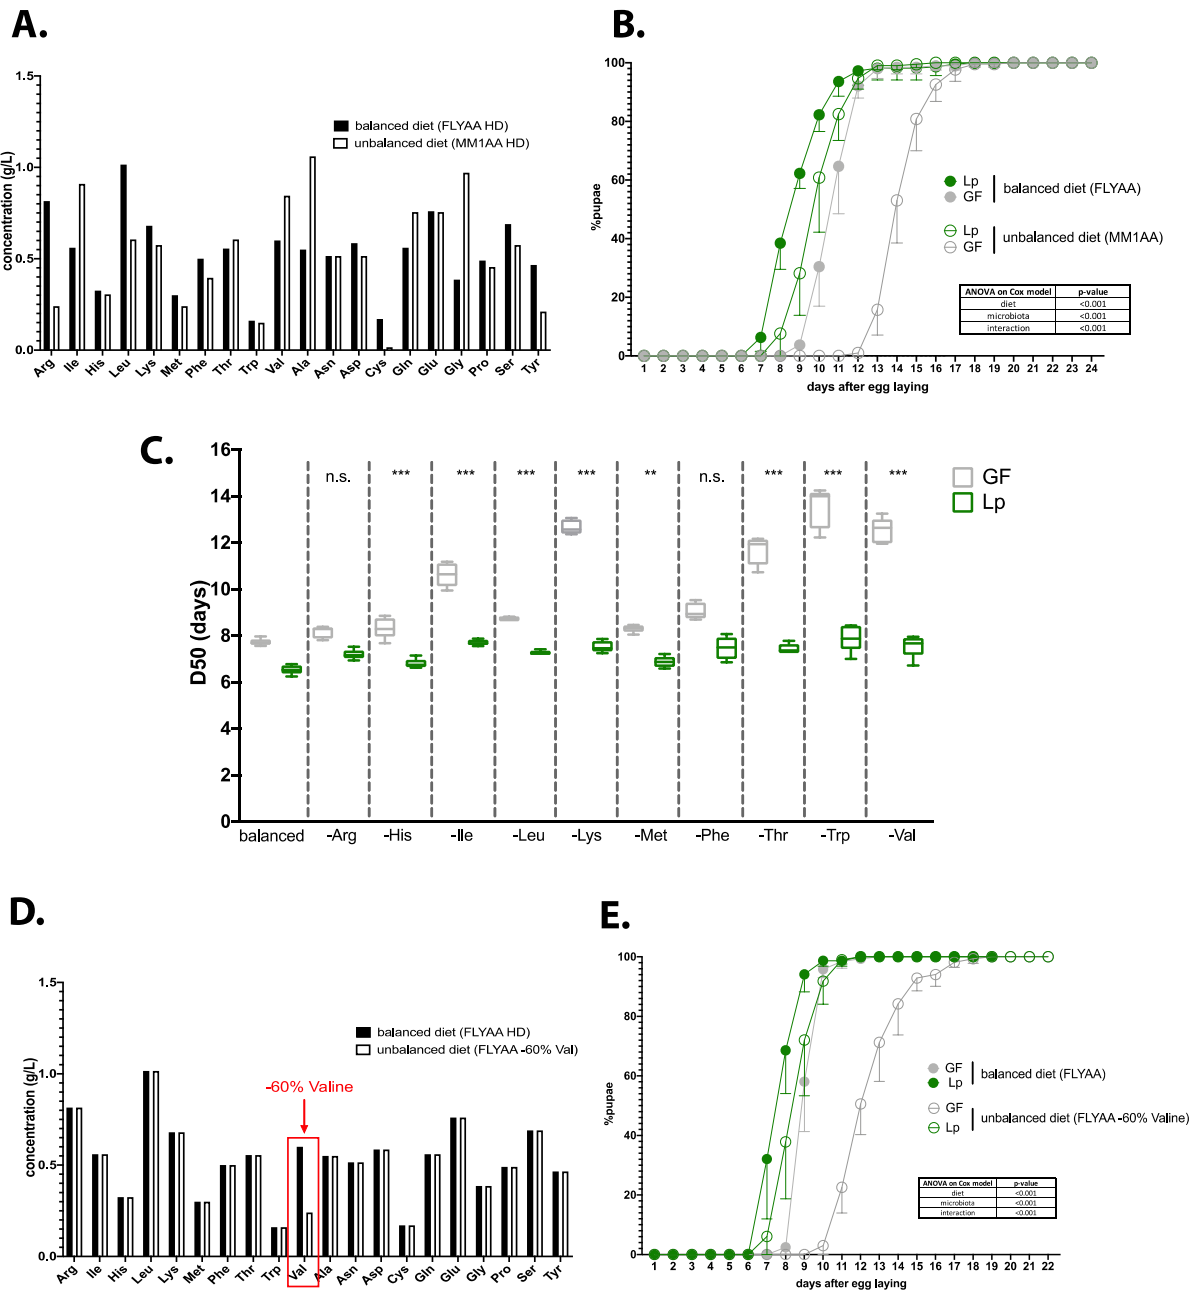 A.
1.5
1.0
0.5
0.0
concentration (g/L)
balanced diet (FLYAA HD)
unbalanced diet (MM1AA HD)
Arg Ile His Leu Lys Met Phe Thr Trp Val Ala Asn Asp Cys Gln Glu Gly Pro Ser Tyr
B.
100
80
60
40
20
0
%pupae
Lp
GF
balanced diet (FLYAA)
Lp
GF
unbalanced diet (MM1AA)
ANOVA on Cox model p-value
diet <0.001
microbiota <0.001
interaction <0.001
1 2 3 4 5 6 7 8 9 10 11 12 13 14 15 16 17 18 19 20 21 22 23 24
days after egg laying
C.
16
14
12
10
8
6
4
2
0
D50 (days)
n.s. *** *** *** *** ** n.s. *** *** ***
GF
Lp
balanced -Arg -His -Ile -Leu -Lys -Met -Phe -Thr -Trp -Val
D.
1.5
1.0
0.5
0.0
concentration (g/L)
balanced diet (FLYAA HD)
unbalanced diet (FLYAA -60% Val)
-60% Valine
Arg Ile His Leu Lys Met Phe Thr Trp Val Ala Asn Asp Cys Gln Glu Gly Pro Ser Tyr
E.
100
80
60
40
20
0
%pupae
GF
Lp
balanced diet (FLYAA)
GF
Lp
unbalanced diet (FLYAA -60% Valine)
ANOVA on Cox model p-value
diet <0.001
microbiota <0.001
interaction <0.001
1 2 3 4 5 6 7 8 9 10 11 12 13 14 15 16 17 18 19 20 21 22
days after egg laying